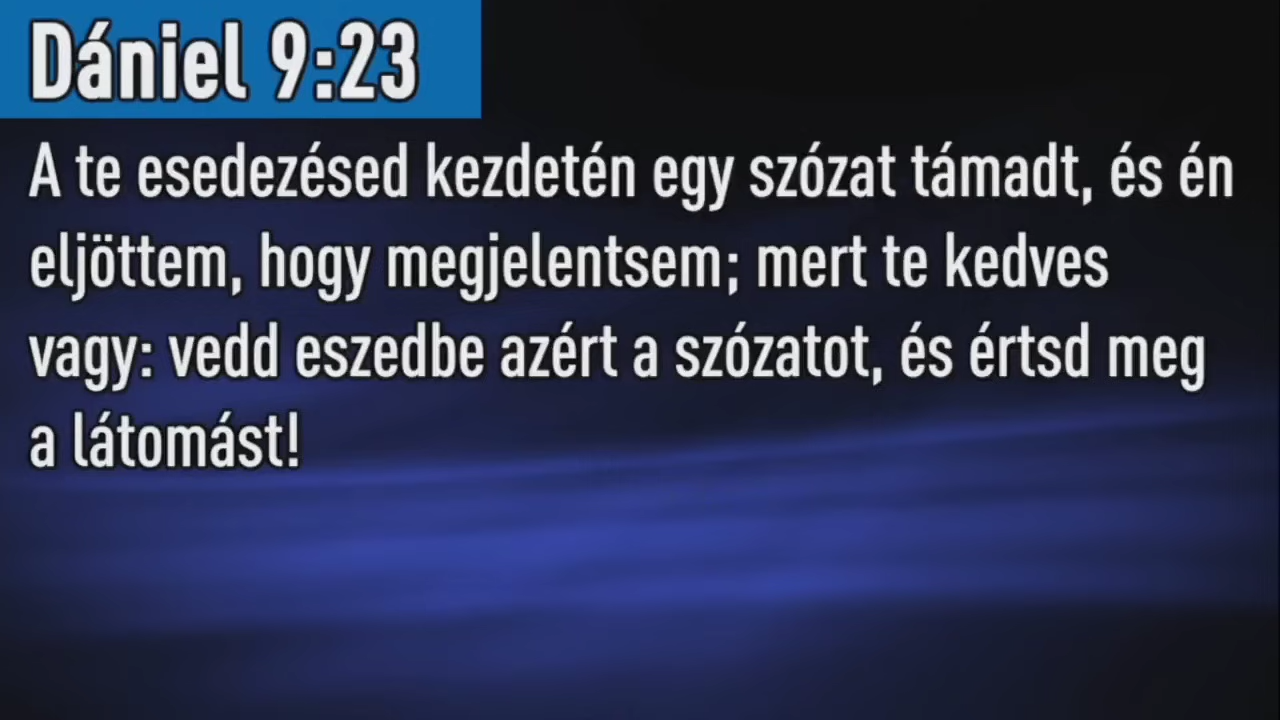 Dániel 9:23
A te esedezésed kezdetén egy szózat támadt, és én
eljöttem, hogy megjelentsem; mert te kedves
vagy: vedd eszedbe azért a szózatot, és értsd meg
a látomást!